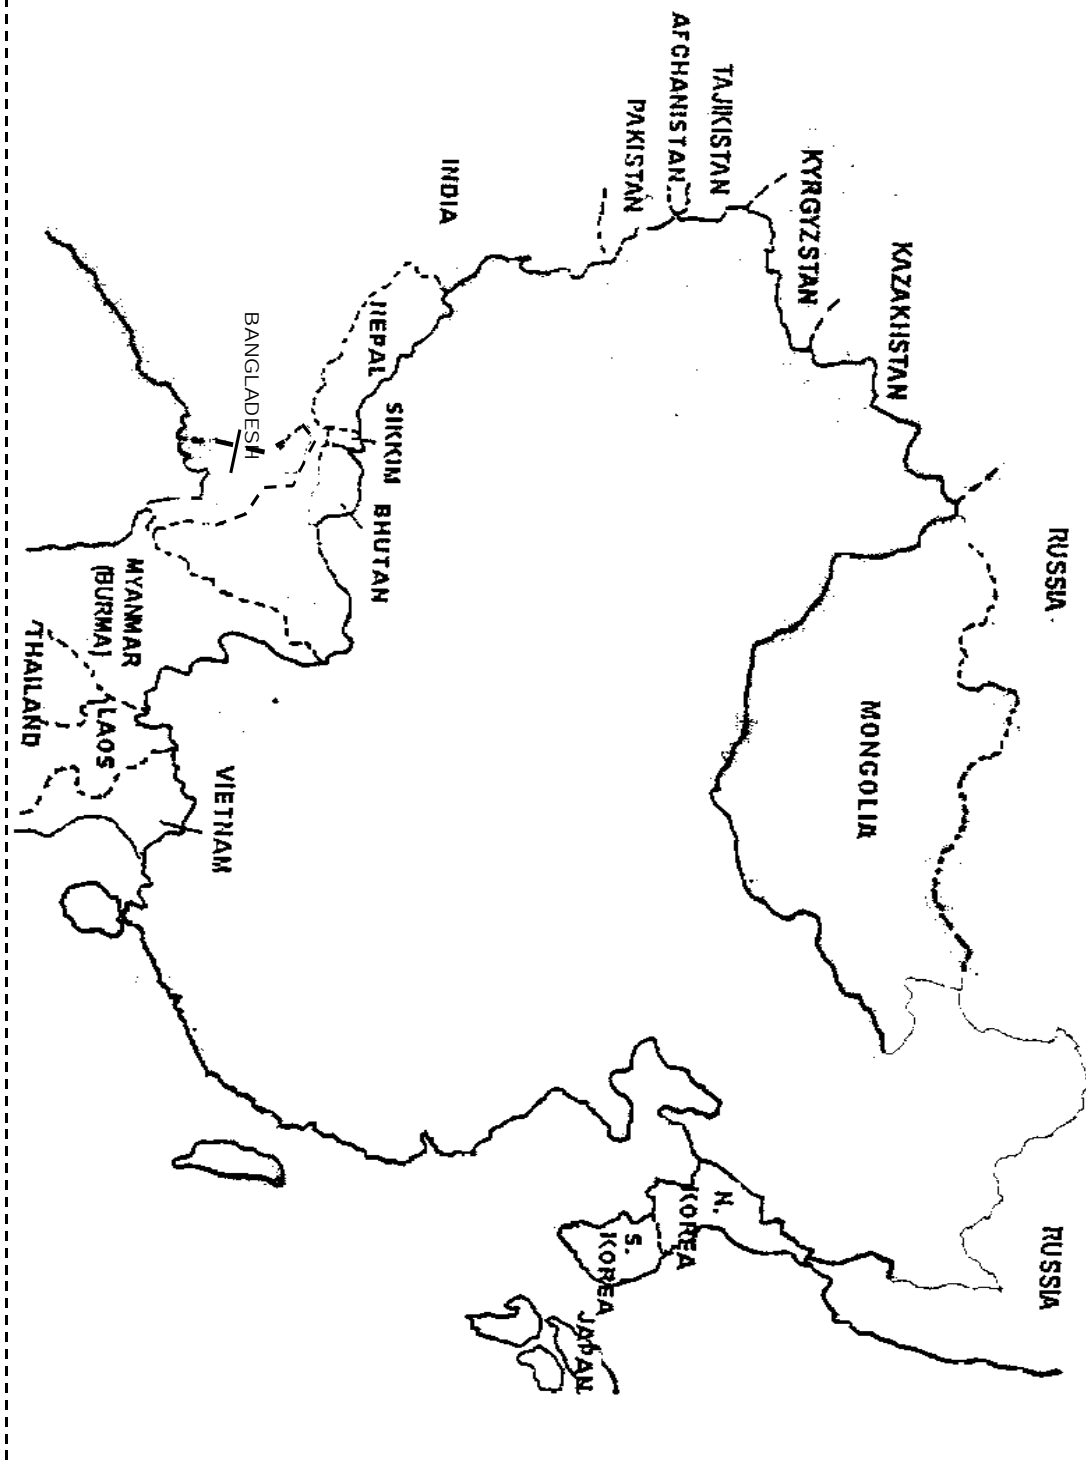 RUSSIA
RUSSIA
KAZAKHSTAN
KYRGYZSTAN
MONGOLIA
TAJIKISTAN
AFGHANISTAN
PAKISTAN
N.
KOREA
S.
KOREA
JAPAN
INDIA
NEPAL
SIKKIM
BHUTAN
BANGLADESH
VIETNAM
MYANMAR
(BURMA)
LAOS
THAILAND